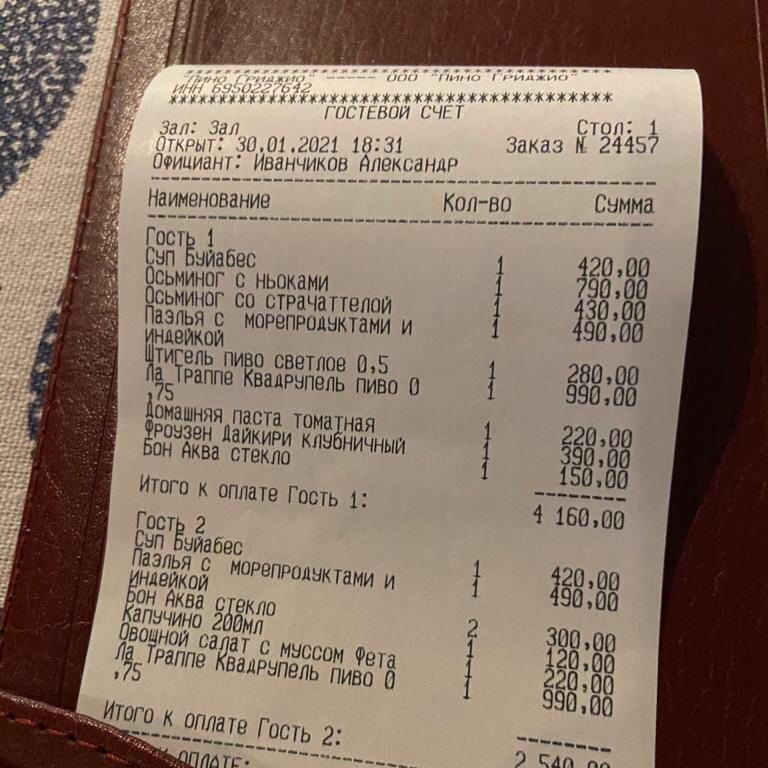 ****************************************
"Пино Гриджио" ----- ООО "Пино Гриджио"
ИНН 6950227642
****************************************
ГОСТЕВОЙ СЧЕТ
Зал: Зал Стол: 1
Открыт: 30.01.2021 18:31 Заказ № 24457
Официант: Иванчиков Александр
Наименование Кол-во Сумма
Гость 1
Суп Буйабес 1 420,00
Осьминог с ньоками 1 790,00
Осьминог со страчаттелой 1 430,00
Паэлья с морепродуктами и 1 490,00
индейкой
Штигель пиво светлое 0,5 1 280,00
Ла Траппе Квадрупель пиво 0 1 990,00
,75
Домашняя паста томатная 1 220,00
Фроузен Дайкири клубничный 1 390,00
Бон Аква стекло 1 150,00
Итого к оплате Гость 1: 4 160,00
Гость 2
Суп Буйабес 1 420,00
Паэлья с морепродуктами и 1 490,00
индейкой
Бон Аква стекло 2 300,00
Капучино 200мл 1 120,00
Овощной салат с муссом Фета 1 220,00
Ла Траппе Квадрупель пиво 0 1 990,00
,75
Итого к оплате Гость 2: 2 540,00
К ОПЛАТЕ: